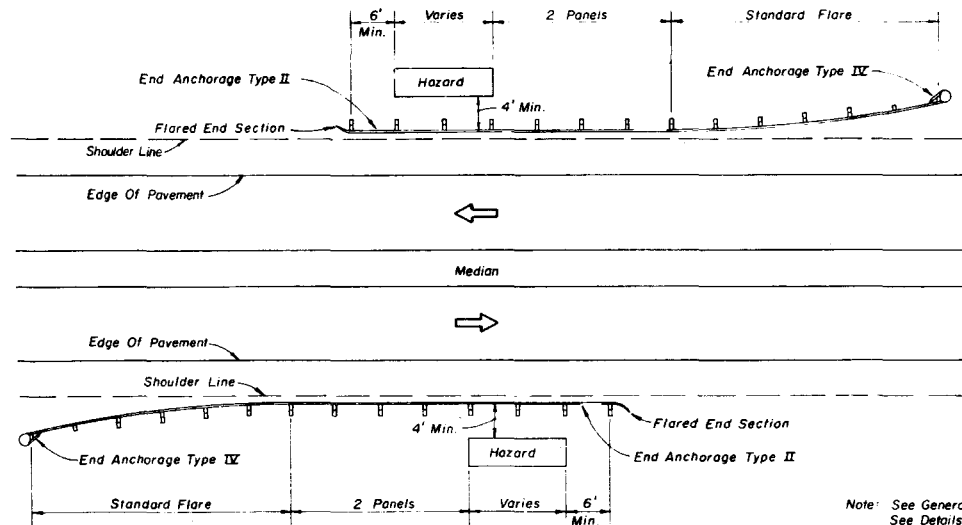 6' Min.
Varies
2 Panels
Standard Flare
End Anchorage Type II
Hazard
End Anchorage Type IV
4' Min.
Flared End Section
Shoulder Line
Edge Of Pavement
Median
Edge Of Pavement
Shoulder Line
4' Min.
Flared End Section
End Anchorage Type IV
Hazard
End Anchorage Type II
Standard Flare
2 Panels
Varies
6' Min.
Note: See Genera
See Details